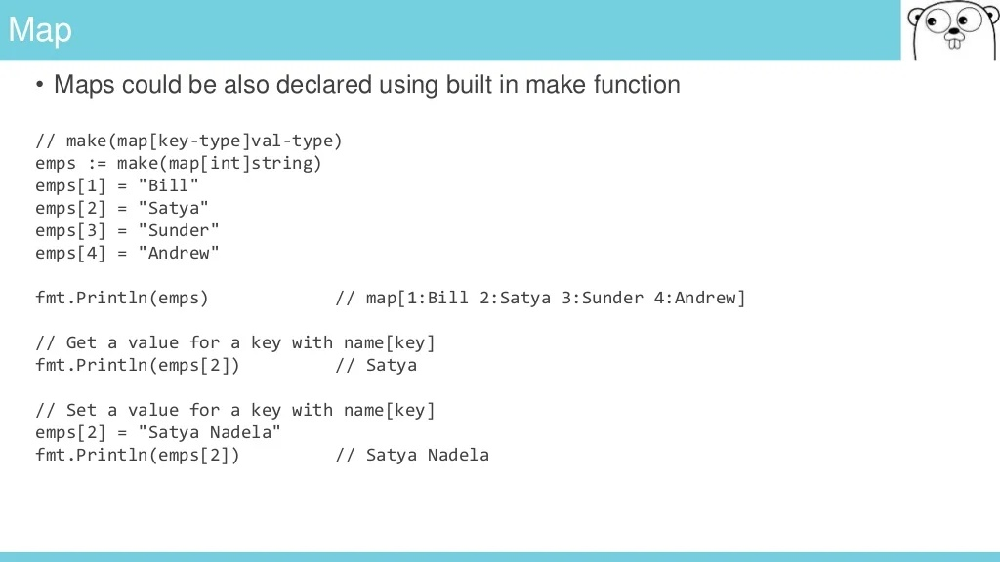 Map
• Maps could be also declared using built in make function
// make(map[key-type]val-type)
emps := make(map[int]string)
emps[1] = "Bill"
emps[2] = "Satya"
emps[3] = "Sunder"
emps[4] = "Andrew"
fmt.Println(emps) // map[1:Bill 2:Satya 3:Sunder 4:Andrew]
// Get a value for a key with name[key]
fmt.Println(emps[2]) // Satya
// Set a value for a key with name[key]
emps[2] = "Satya Nadela"
fmt.Println(emps[2]) // Satya Nadela